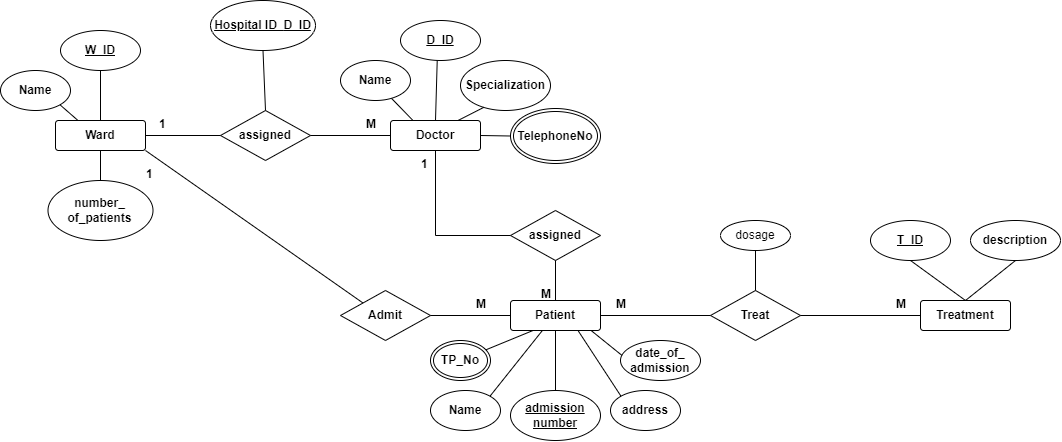 Hospital ID_D_ID
W_ID
D_ID
Name
Name
Specialization
1
M
Ward
assigned
Doctor
TelephoneNo
1
1
number_
of_patients
assigned
dosage
T_ID
description
M
M
M
M
Admit
Patient
Treat
Treatment
TP_No
date_of_
admission
Name
admission
number
address